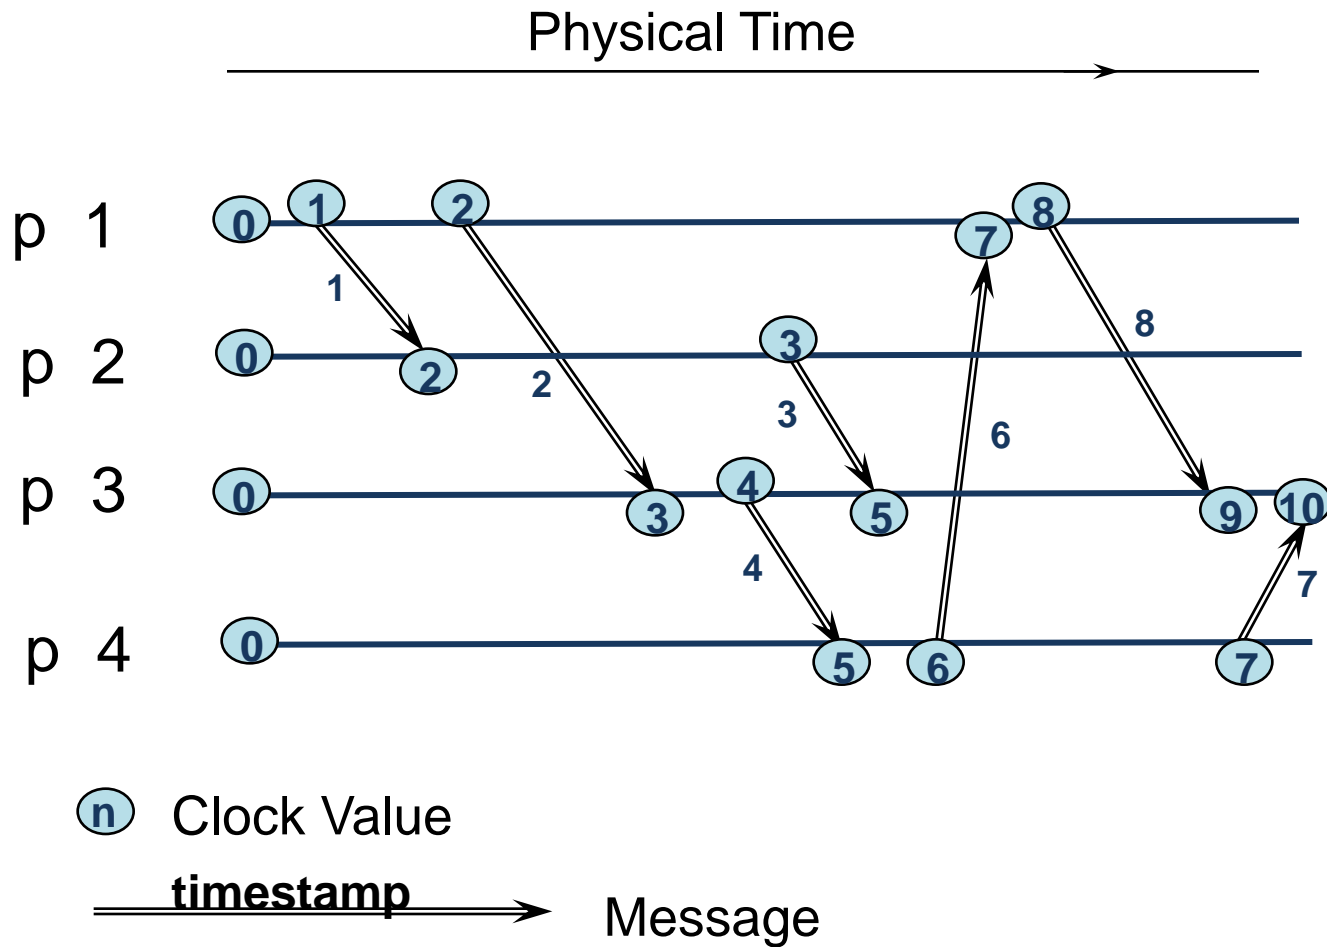 Physical Time
p 1 0 1 2 7 8
1
p 2 0 2 3
2 3 6 8
p 3 0 3 4 5 9 10
4 7
p 4 0 5 6 7
n Clock Value
timestamp
Message